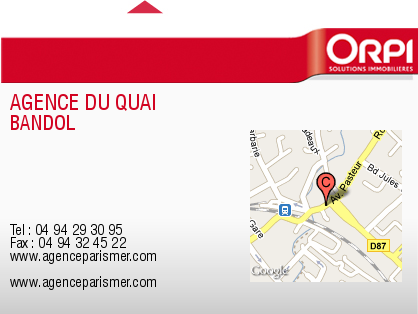 ORPI
SOLUTIONS IMMOBILIÈRES
AGENCE DU QUAI
BANDOL
Av. Pasteur
Bd Jules
C
D87
Gare
Google
Tel : 04 94 29 30 95
Fax : 04 94 32 45 22
www.agenceparismer.com
www.agenceparismer.com